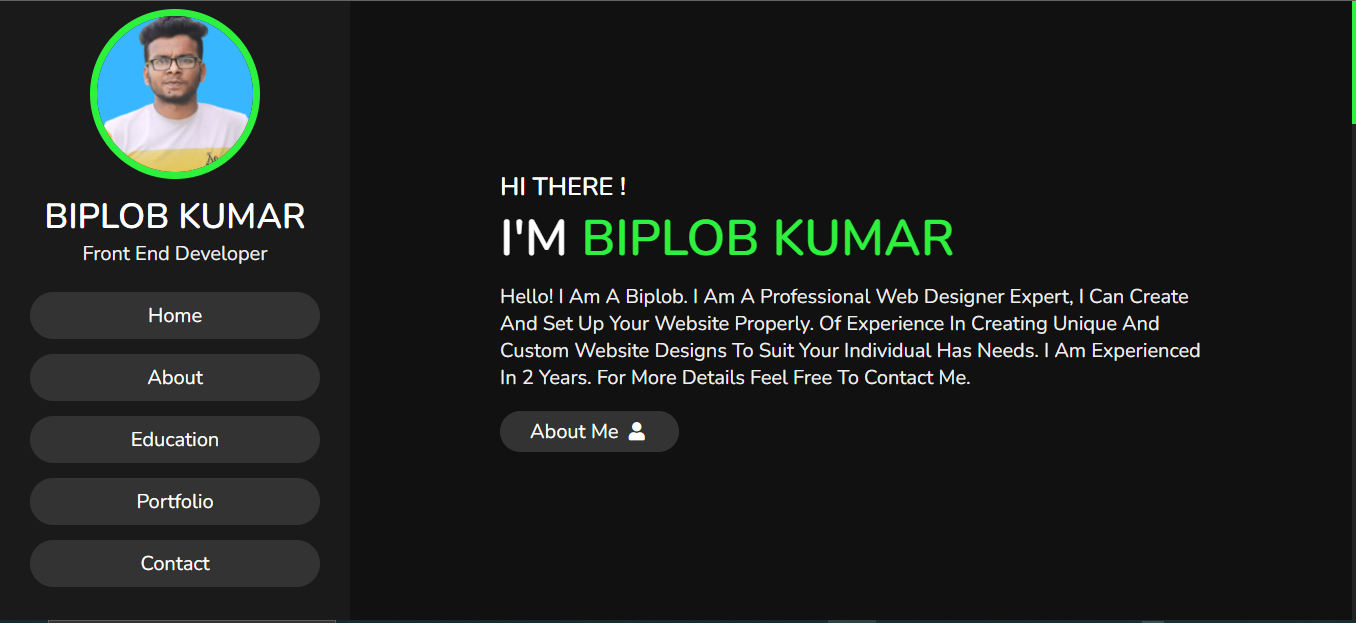 BIPLOB KUMAR
Front End Developer
Home
About
Education
Portfolio
Contact
HI THERE !
I'M BIPLOB KUMAR
Hello! I Am A Biplob. I Am A Professional Web Designer Expert, I Can Create
And Set Up Your Website Properly. Of Experience In Creating Unique And
Custom Website Designs To Suit Your Individual Has Needs. I Am Experienced
In 2 Years. For More Details Feel Free To Contact Me.
About Me